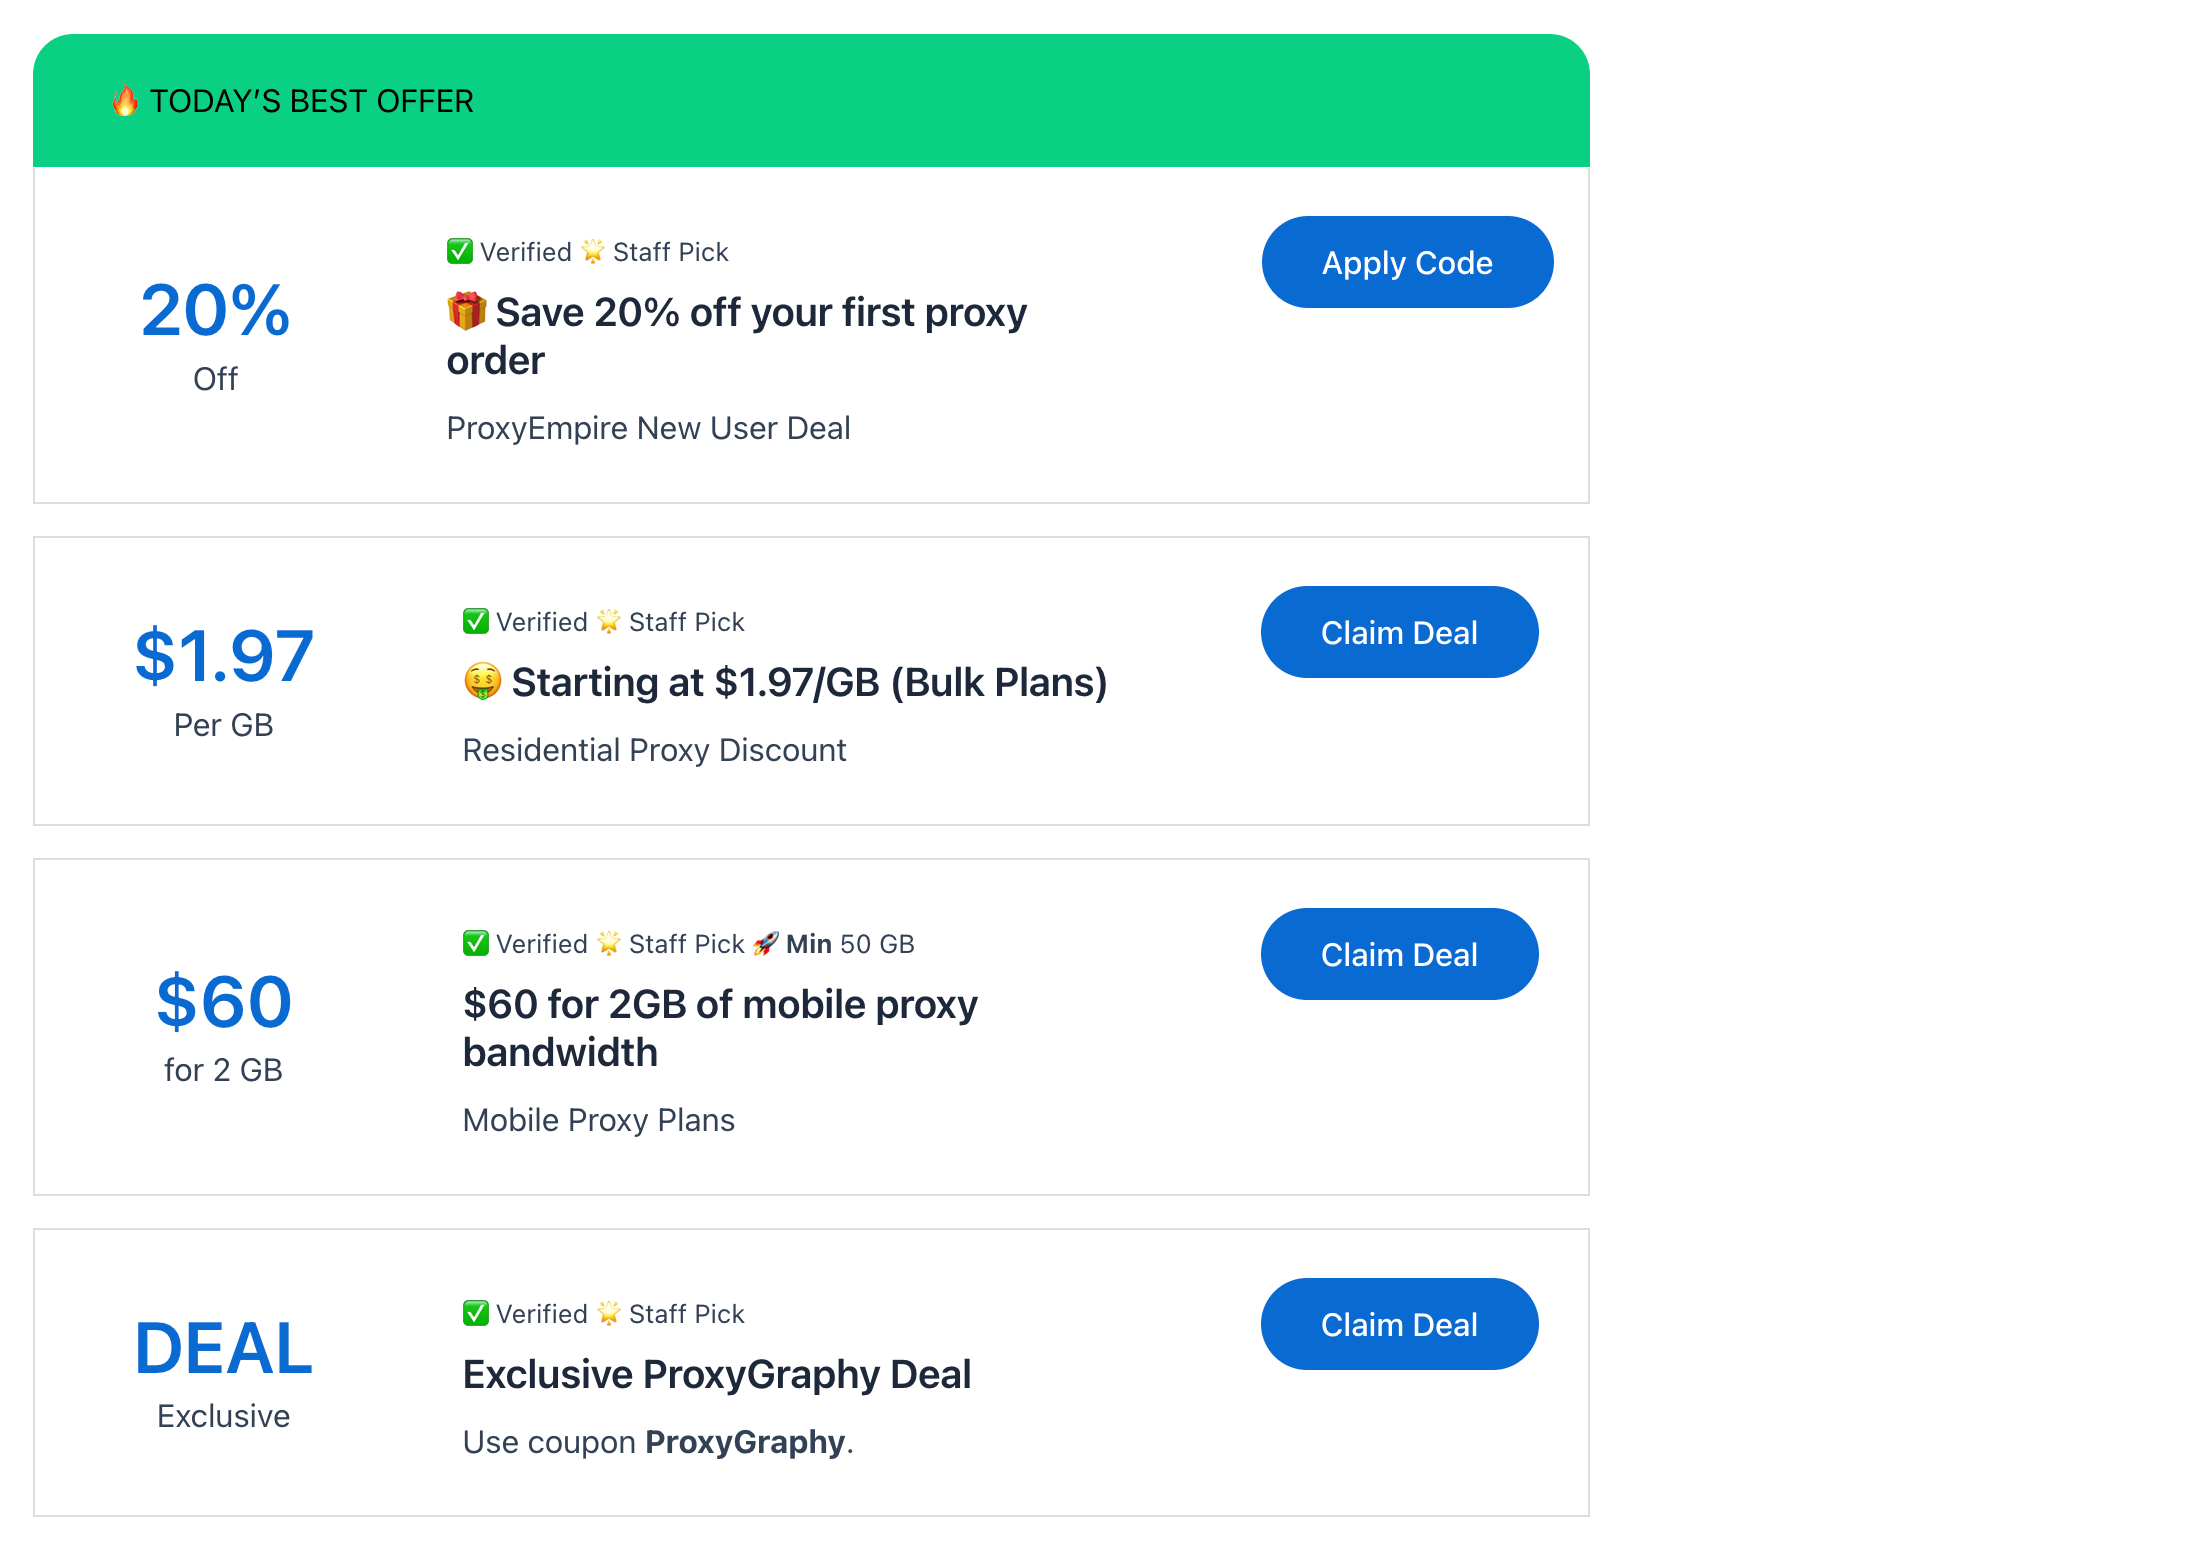 🔥 TODAY’S BEST OFFER
20%
Off
✅ Verified 🌟 Staff Pick
🎁 Save 20% off your first proxy
order
ProxyEmpire New User Deal
Apply Code
$1.97
Per GB
✅ Verified 🌟 Staff Pick
🤑 Starting at $1.97/GB (Bulk Plans)
Residential Proxy Discount
Claim Deal
$60
for 2 GB
✅ Verified 🌟 Staff Pick 🚀 Min 50 GB
$60 for 2GB of mobile proxy
bandwidth
Mobile Proxy Plans
Claim Deal
DEAL
Exclusive
✅ Verified 🌟 Staff Pick
Exclusive ProxyGraphy Deal
Use coupon ProxyGraphy.
Claim Deal